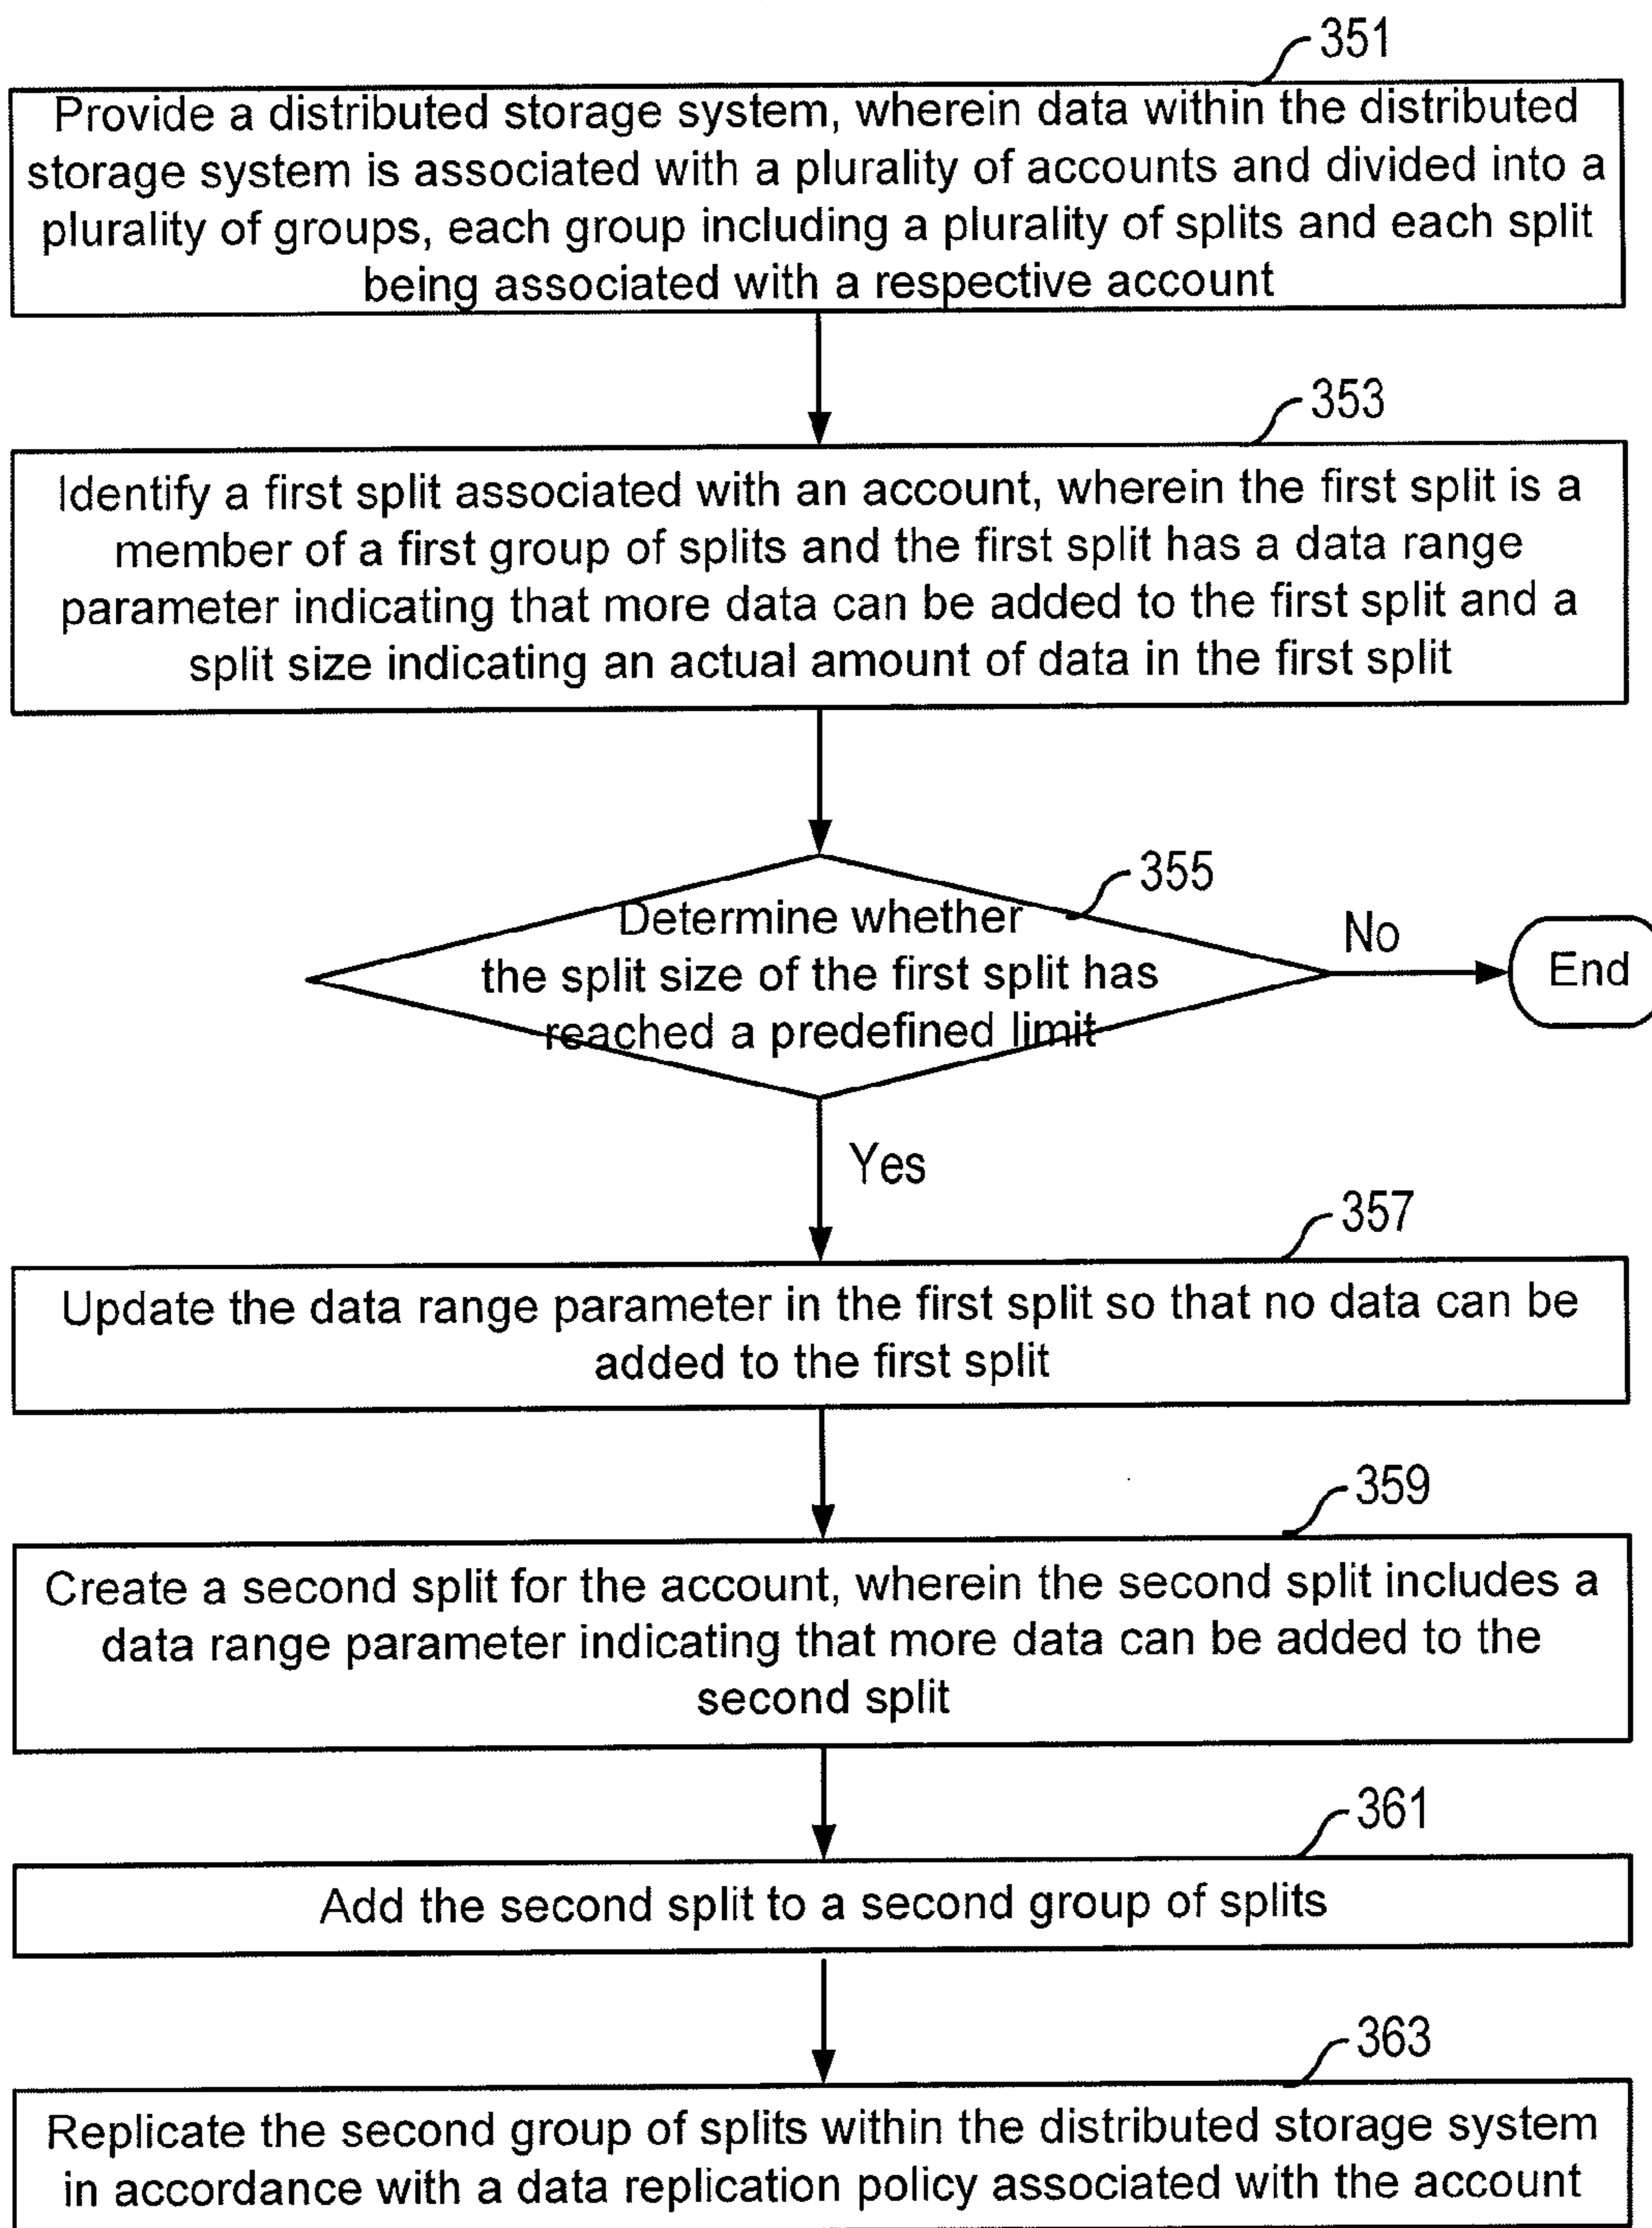 351
Provide a distributed storage system, wherein data within the distributed
storage system is associated with a plurality of accounts and divided into a
plurality of groups, each group including a plurality of splits and each split
being associated with a respective account
353
Identify a first split associated with an account, wherein the first split is a
member of a first group of splits and the first split has a data range
parameter indicating that more data can be added to the first split and a
split size indicating an actual amount of data in the first split
355
Determine whether
the split size of the first split has
reached a predefined limit
No
End
Yes
357
Update the data range parameter in the first split so that no data can be
added to the first split
359
Create a second split for the account, wherein the second split includes a
data range parameter indicating that more data can be added to the
second split
361
Add the second split to a second group of splits
363
Replicate the second group of splits within the distributed storage system
in accordance with a data replication policy associated with the account